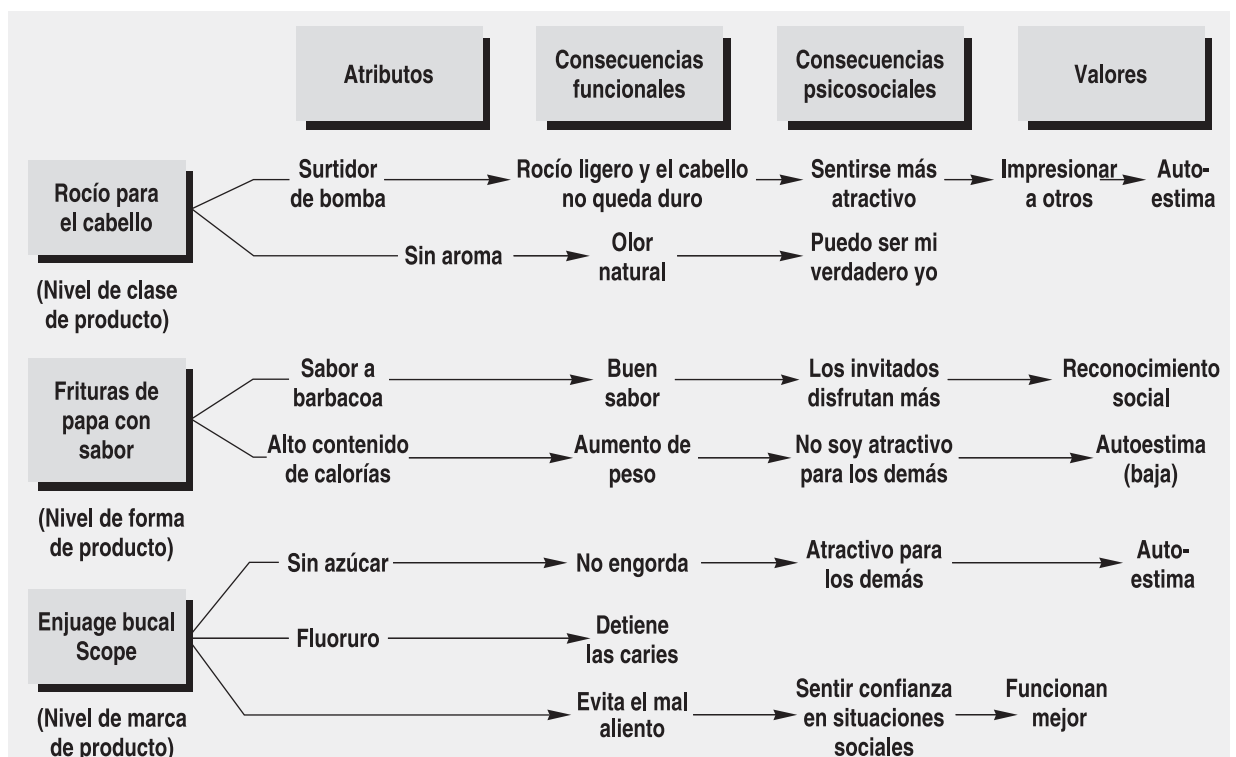 Atributos
Consecuencias
funcionales
Consecuencias
psicosociales
Valores
Rocío para
el cabello
(Nivel de clase
de producto)
Surtidor
de bomba
Rocío ligero y el cabello
no queda duro
Sentirse más
atractivo
Impresionar
a otros
Auto-
estima
Sin aroma
Olor
natural
Puedo ser mi
verdadero yo
Frituras de
papa con
sabor
(Nivel de forma
de producto)
Sabor a
barbacoa
Buen
sabor
Los invitados
disfrutan más
Reconocimiento
social
Alto contenido
de calorías
Aumento de
peso
No soy atractivo
para los demás
Autoestima
(baja)
Enjuage bucal
Scope
(Nivel de marca
de producto)
Sin azúcar
No engorda
Atractivo para
los demás
Auto-
estima
Fluoruro
Detiene
las caries
Evita el mal
aliento
Sentir confianza
en situaciones
sociales
Funcionan
mejor